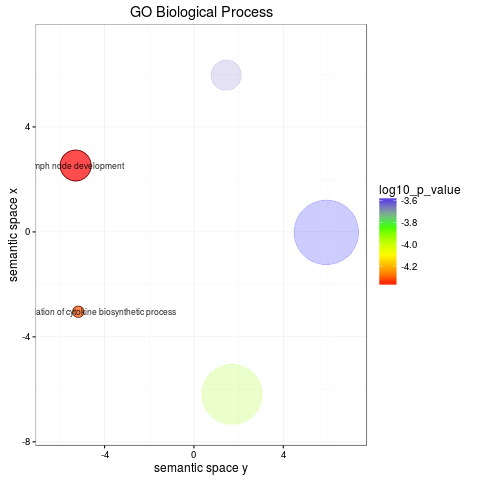 GO Biological Process
log10_p_value
-3.6
-3.8
-4.0
-4.2
4
0
-4
-8
semantic space x
mph node development
ation of cytokine biosynthetic process
-4
0
4
semantic space y